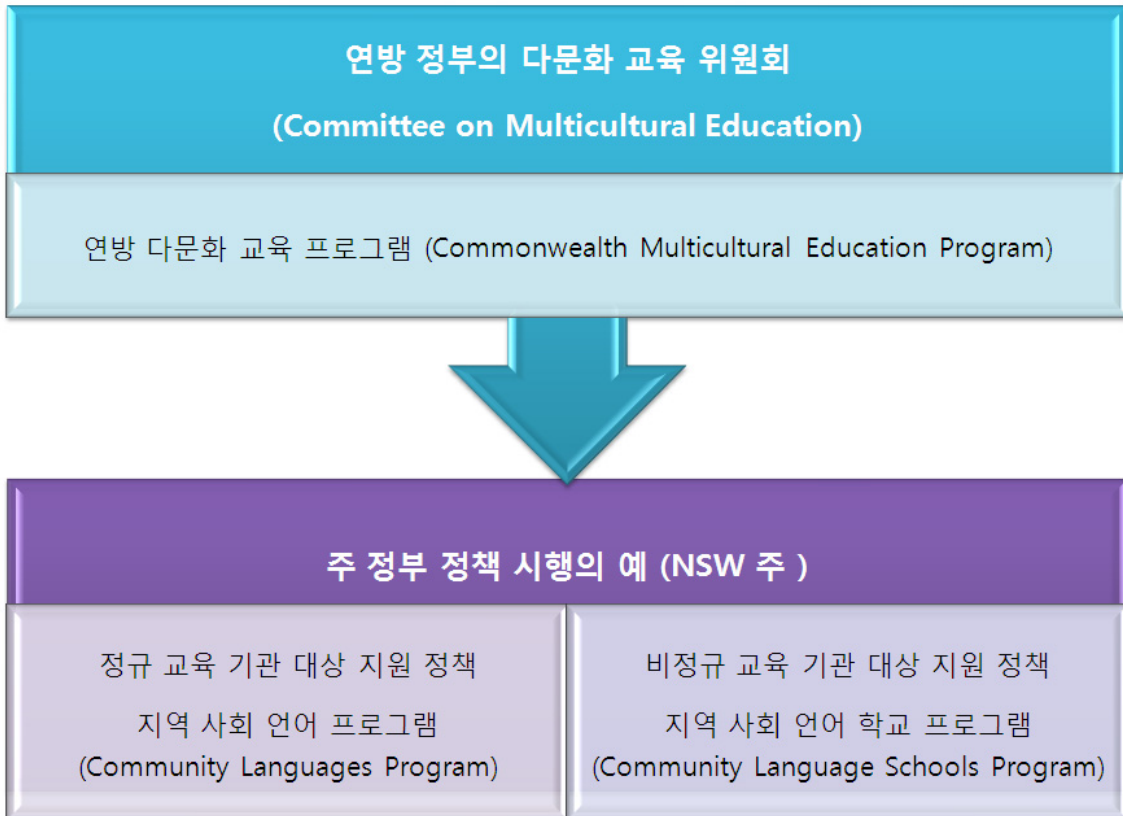 연방 정부의 다문화 교육 위원회
(Committee on Multicultural Education)
연방 다문화 교육 프로그램 (Commonwealth Multicultural Education Program)
주 정부 정책 시행의 예 (NSW 주 )
정규 교육 기관 대상 지원 정책
지역 사회 언어 프로그램
(Community Languages Program)
비정규 교육 기관 대상 지원 정책
지역 사회 언어 학교 프로그램
(Community Language Schools Program)